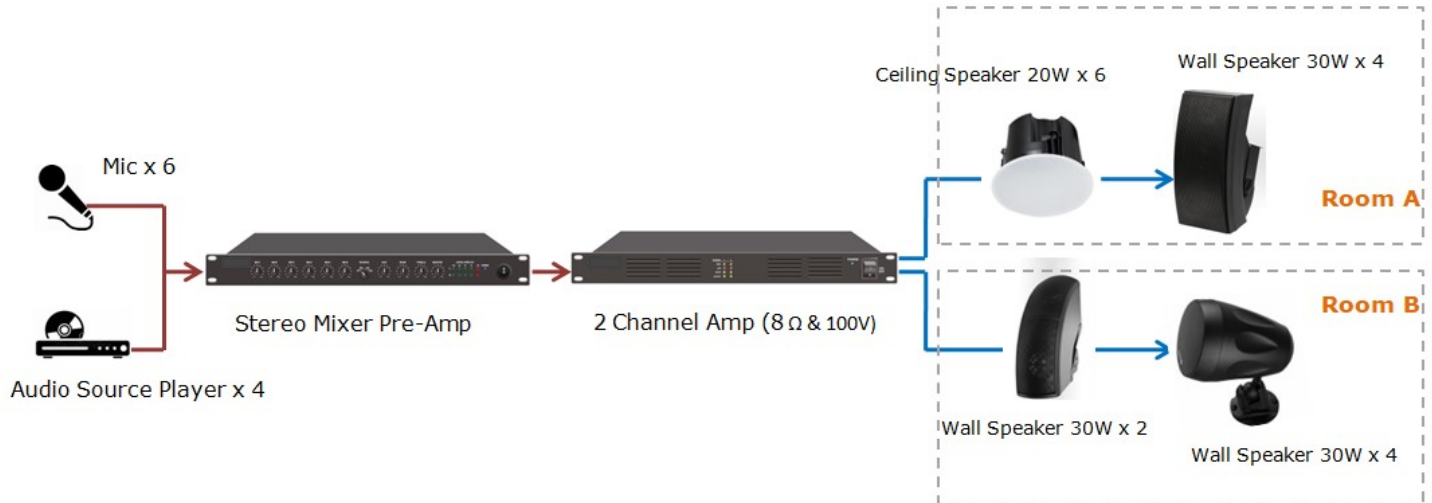 Ceiling Speaker 20W x 6
Wall Speaker 30W x 4
Mic x 6
Room A
Stereo Mixer Pre-Amp
2 Channel Amp (8 Ω & 100V)
Room B
Audio Source Player x 4
Wall Speaker 30W x 2
Wall Speaker 30W x 4